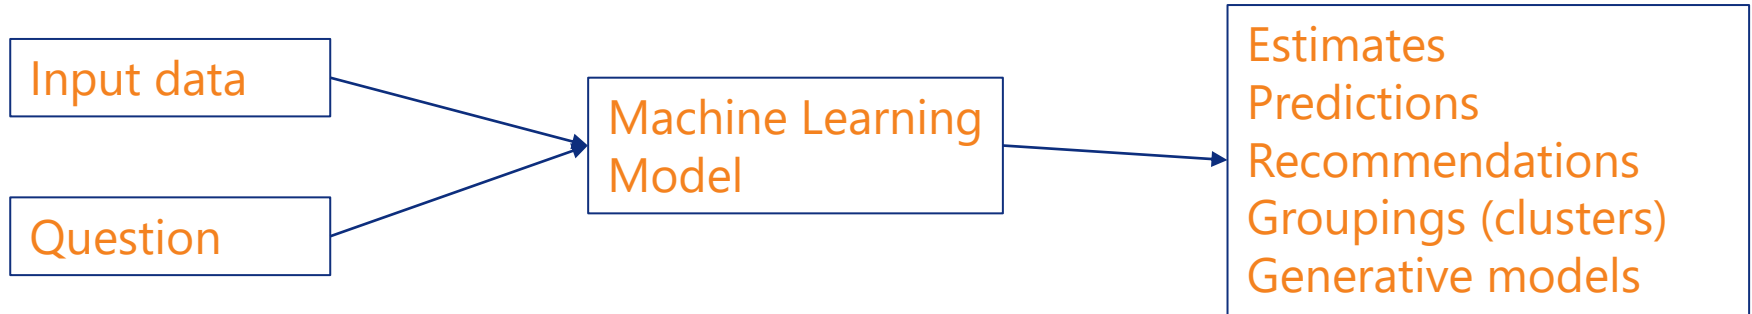 Input data
Question
Machine Learning
Model
Estimates
Predictions
Recommendations
Groupings (clusters)
Generative models